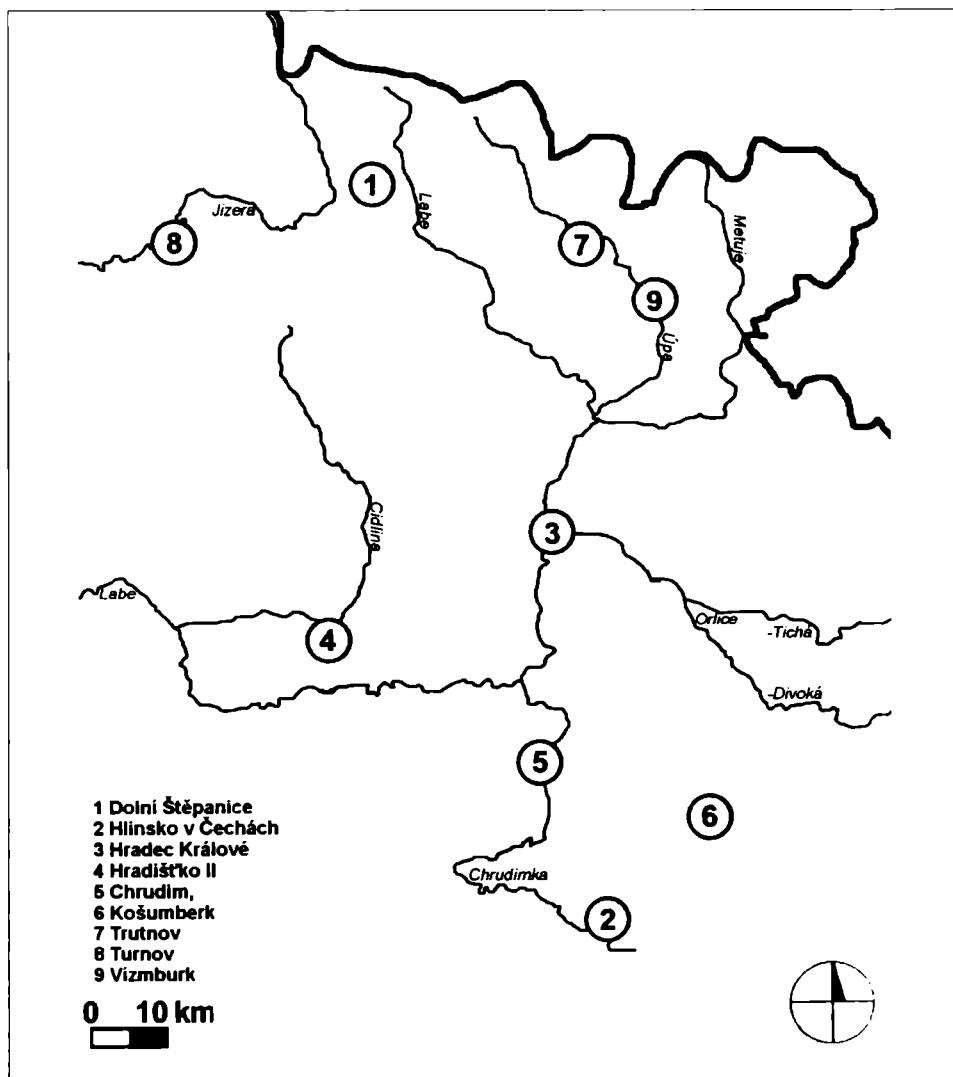 1
Jizera
Labe
8
7
Metuje
9
Úpa
Cidlina
3
Labe
4
Orlice
-Tichá
-Divoká
5
6
Chrudimka
2
1 Dolní Štěpanice
2 Hlinsko v Čechách
3 Hradec Králové
4 Hradišťko II
5 Chrudim,
6 Košumberk
7 Trutnov
8 Turnov
9 Vízmburk
0 10 km